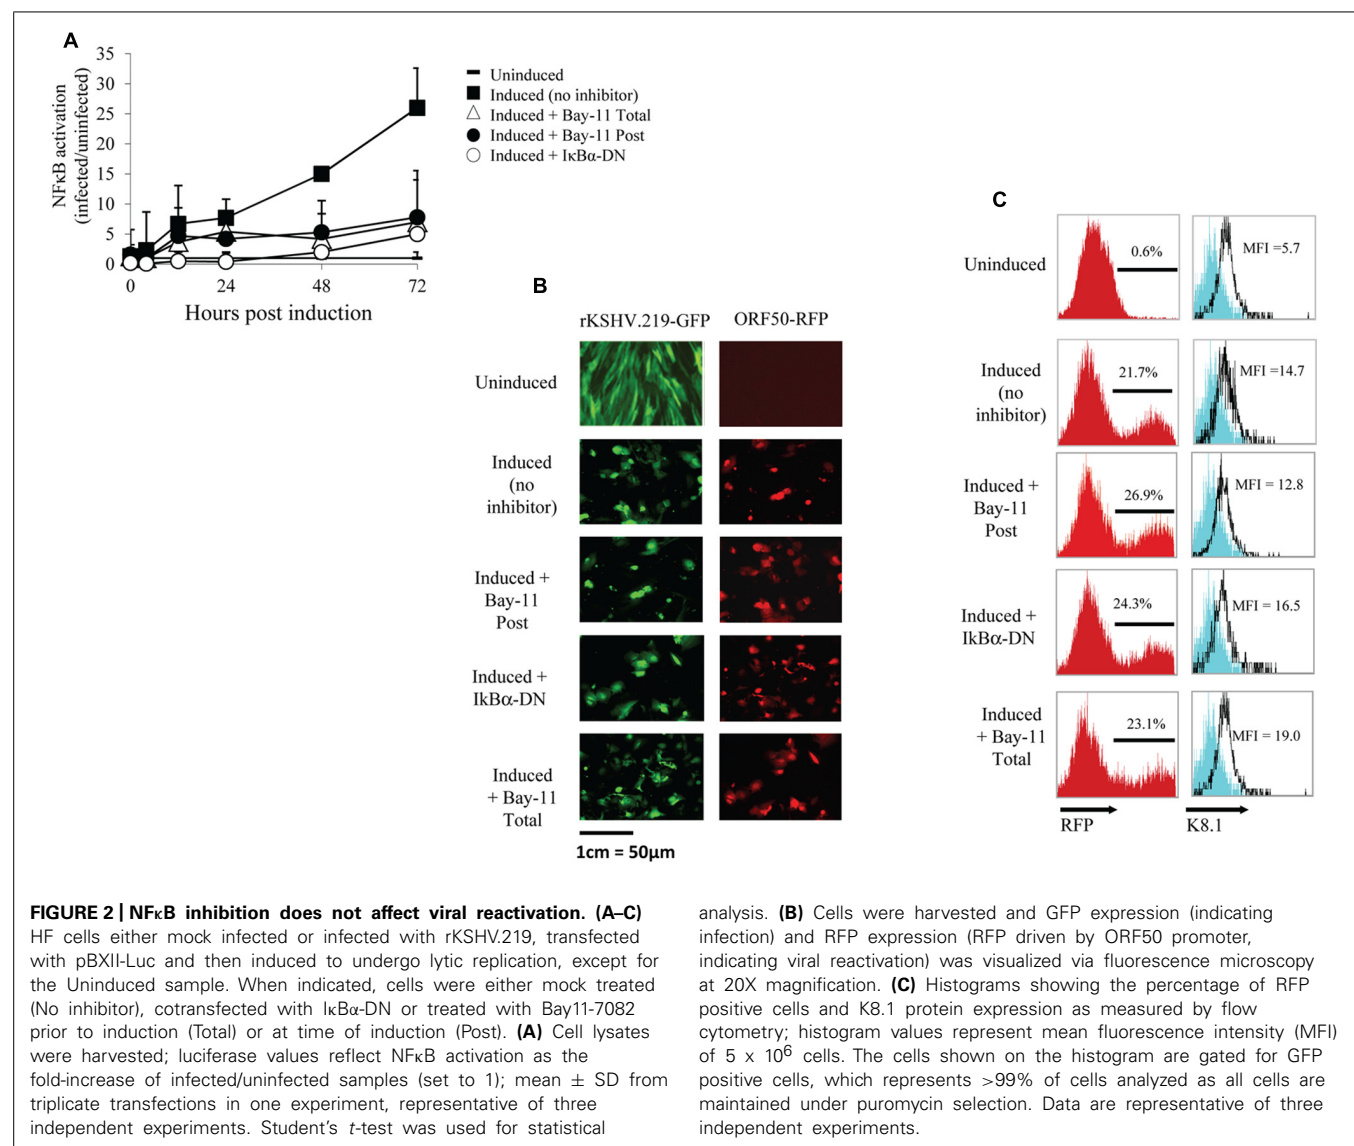 A
35
30
25
20
15
10
5
0
NFκB activation
(infected/uninfected)
0
24
48
72
Hours post induction
Uninduced
Induced (no inhibitor)
Induced + Bay-11 Total
Induced + Bay-11 Post
Induced + IκBα-DN
B
rKSHV.219-GFP
ORF50-RFP
Uninduced
Induced
(no
inhibitor)
Induced +
Bay-11
Post
Induced +
IkBα-DN
Induced
+ Bay-11
Total
1cm = 50µm
C
Uninduced
0.6%
MFI =5.7
Induced
(no
inhibitor)
21.7%
MFI =14.7
Induced +
Bay-11
Post
26.9%
MFI = 12.8
Induced +
IkBα-DN
24.3%
MFI = 16.5
Induced
+ Bay-11
Total
23.1%
MFI = 19.0
RFP
K8.1
FIGURE 2 | NFκB inhibition does not affect viral reactivation. (A–C)
HF cells either mock infected or infected with rKSHV.219, transfected
with pBXII-Luc and then induced to undergo lytic replication, except for
the Uninduced sample. When indicated, cells were either mock treated
(No inhibitor), cotransfected with IκBα-DN or treated with Bay11-7082
prior to induction (Total) or at time of induction (Post). (A) Cell lysates
were harvested; luciferase values reflect NFκB activation as the
fold-increase of infected/uninfected samples (set to 1); mean ± SD from
triplicate transfections in one experiment, representative of three
independent experiments. Student's t-test was used for statistical
analysis. (B) Cells were harvested and GFP expression (indicating
infection) and RFP expression (RFP driven by ORF50 promoter,
indicating viral reactivation) was visualized via fluorescence microscopy
at 20X magnification. (C) Histograms showing the percentage of RFP
positive cells and K8.1 protein expression as measured by flow
cytometry; histogram values represent mean fluorescence intensity (MFI)
of 5 x 10⁶ cells. The cells shown on the histogram are gated for GFP
positive cells, which represents >99% of cells analyzed as all cells are
maintained under puromycin selection. Data are representative of three
independent experiments.